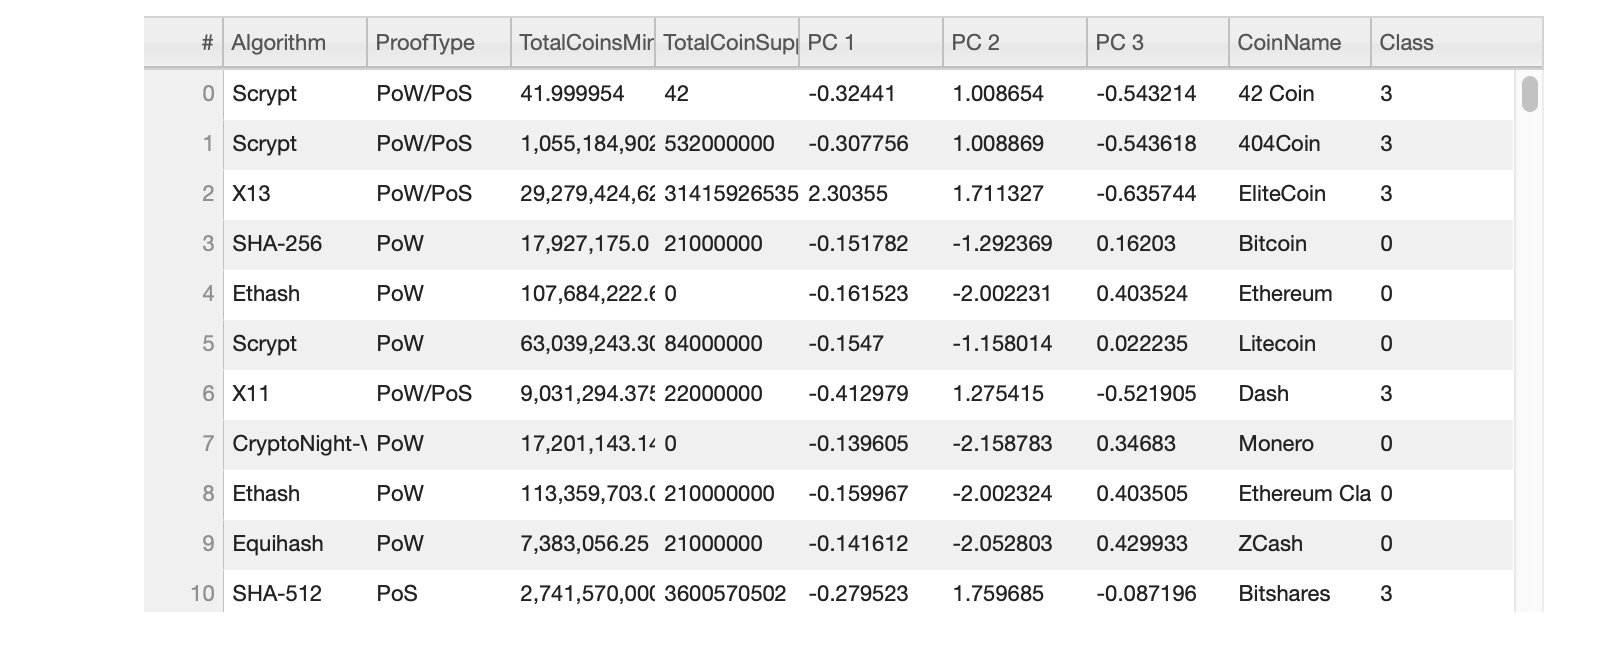 # Algorithm ProofType TotalCoinsMin TotalCoinSup PC 1 PC 2 PC 3 CoinName Class
0 Scrypt PoW/PoS 41.999954 42 -0.32441 1.008654 -0.543214 42 Coin 3
1 Scrypt PoW/PoS 1,055,184,902 532000000 -0.307756 1.008869 -0.543618 404Coin 3
2 X13 PoW/PoS 29,279,424,62 31415926535 2.30355 1.711327 -0.635744 EliteCoin 3
3 SHA-256 PoW 17,927,175.0 21000000 -0.151782 -1.292369 0.16203 Bitcoin 0
4 Ethash PoW 107,684,222.6 0 -0.161523 -2.002231 0.403524 Ethereum 0
5 Scrypt PoW 63,039,243.30 84000000 -0.1547 -1.158014 0.022235 Litecoin 0
6 X11 PoW/PoS 9,031,294.375 22000000 -0.412979 1.275415 -0.521905 Dash 3
7 CryptoNight-V PoW 17,201,143.14 0 -0.139605 -2.158783 0.34683 Monero 0
8 Ethash PoW 113,359,703.0 210000000 -0.159967 -2.002324 0.403505 Ethereum Cla 0
9 Equihash PoW 7,383,056.25 21000000 -0.141612 -2.052803 0.429933 ZCash 0
10 SHA-512 PoS 2,741,570,000 3600570502 -0.279523 1.759685 -0.087196 Bitshares 3